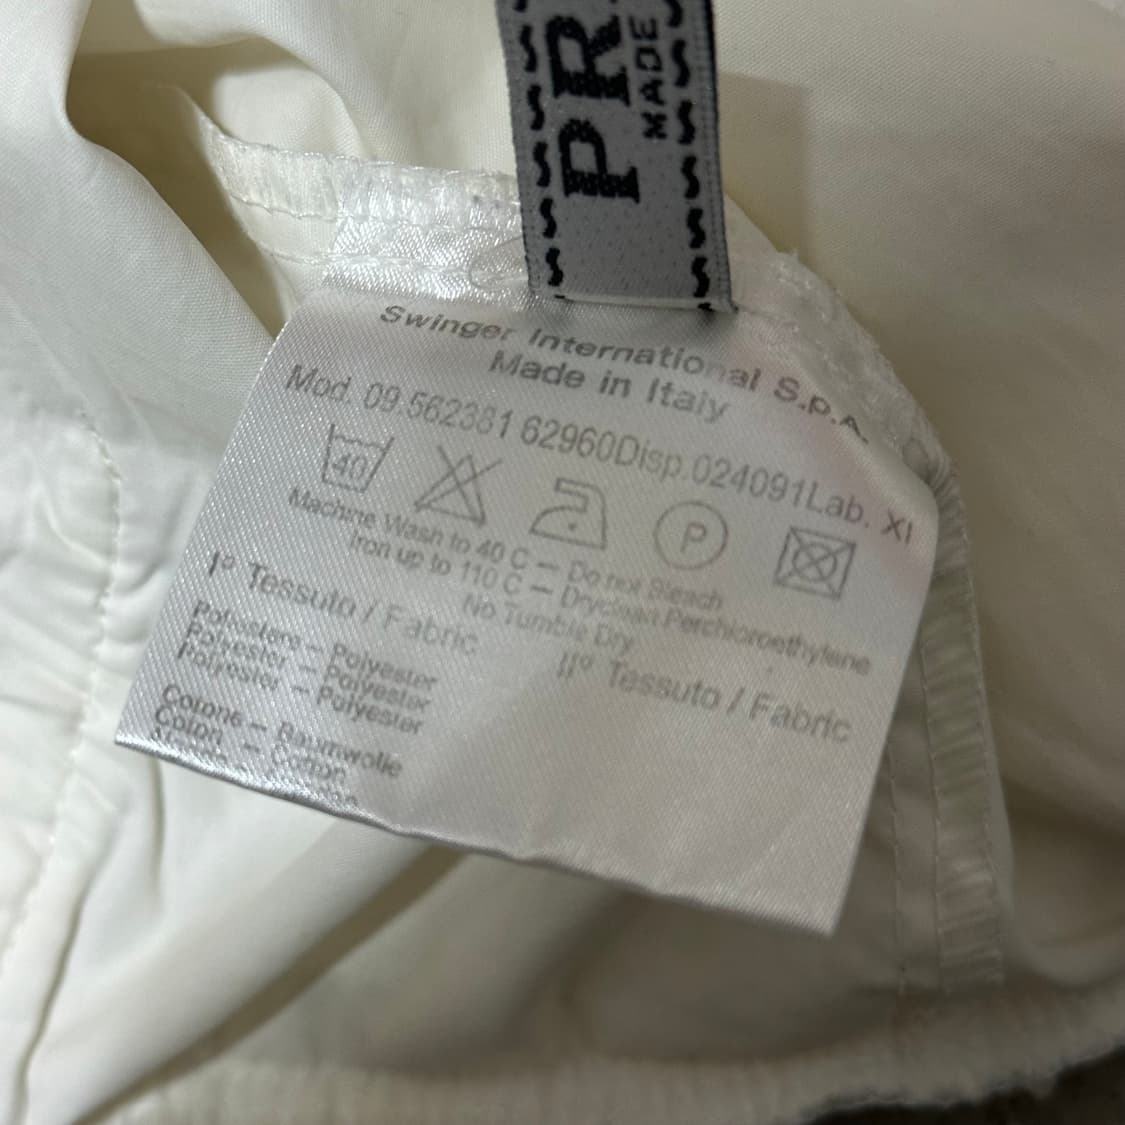 PR
MADE
Swinger International S.p.A.
Made in Italy
Mod. 09.562381 62960Disp.024091Lab. XI
40
P
Machine Wash to 40 C – Do not Bleach
Iron up to 110 C – Dryclean Perchloroethylene
No Tumble Dry
I° Tessuto / Fabric
II° Tessuto / Fabric
Poliestere – Polyester
Polyester – Polyester
Polyester – Polyester
Cotone – Baumwolle
Coton – Cotton